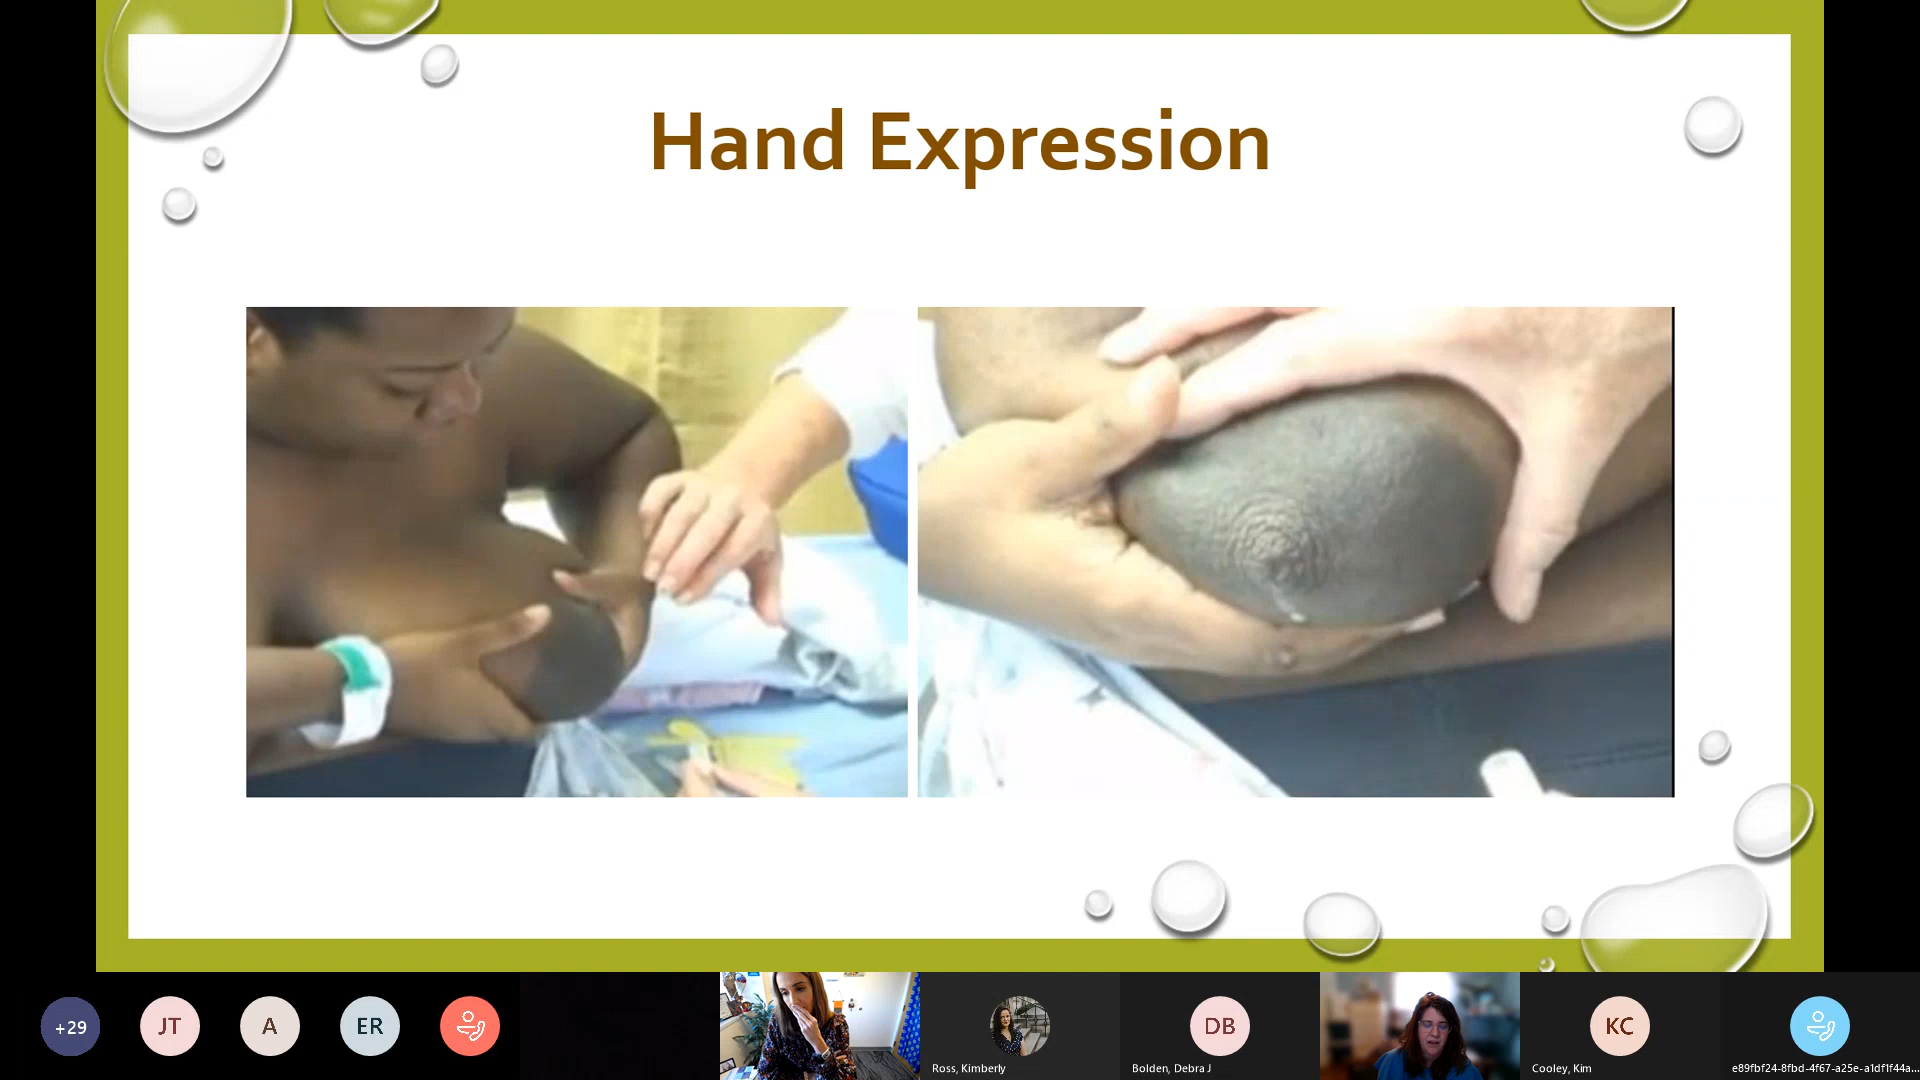 Hand Expression
+29
JT
A
ER
Ross, Kimberly
DB
Bolden, Debra J
KC
Cooley, Kim
e89fbf24-8fbd-4f67-a25e-a1df1f44a...